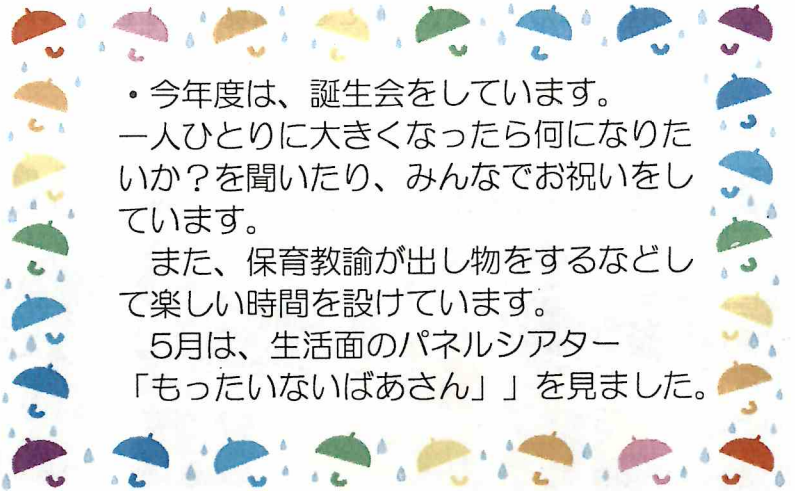 ・今年度は、誕生会をしています。
一人ひとりに大きくなったら何になりた
いか？を聞いたり、みんなでお祝いをし
ています。
　また、保育教諭が出し物をするなどし
て楽しい時間を設けています。
　5月は、生活面のパネルシアター
「もったいないばあさん」」を見ました。